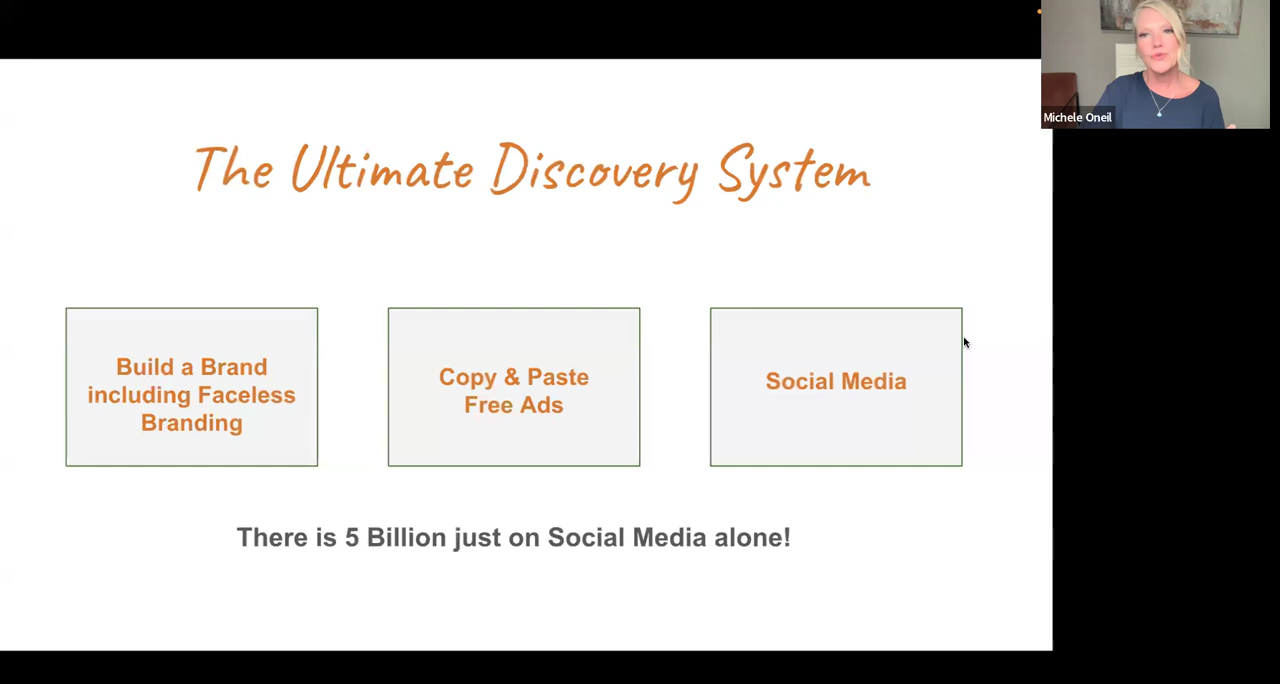 Michele Oneil
The Ultimate Discovery System
Build a Brand
including Faceless
Branding
Copy & Paste
Free Ads
Social Media
There is 5 Billion just on Social Media alone!